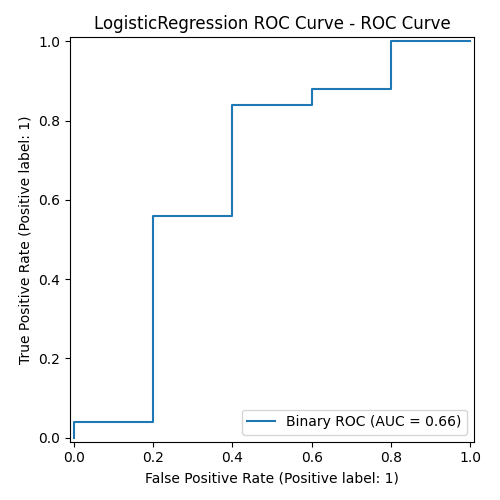 LogisticRegression ROC Curve - ROC Curve
1.0
0.8
0.6
0.4
0.2
0.0
True Positive Rate (Positive label: 1)
Binary ROC (AUC = 0.66)
0.0 0.2 0.4 0.6 0.8 1.0
False Positive Rate (Positive label: 1)